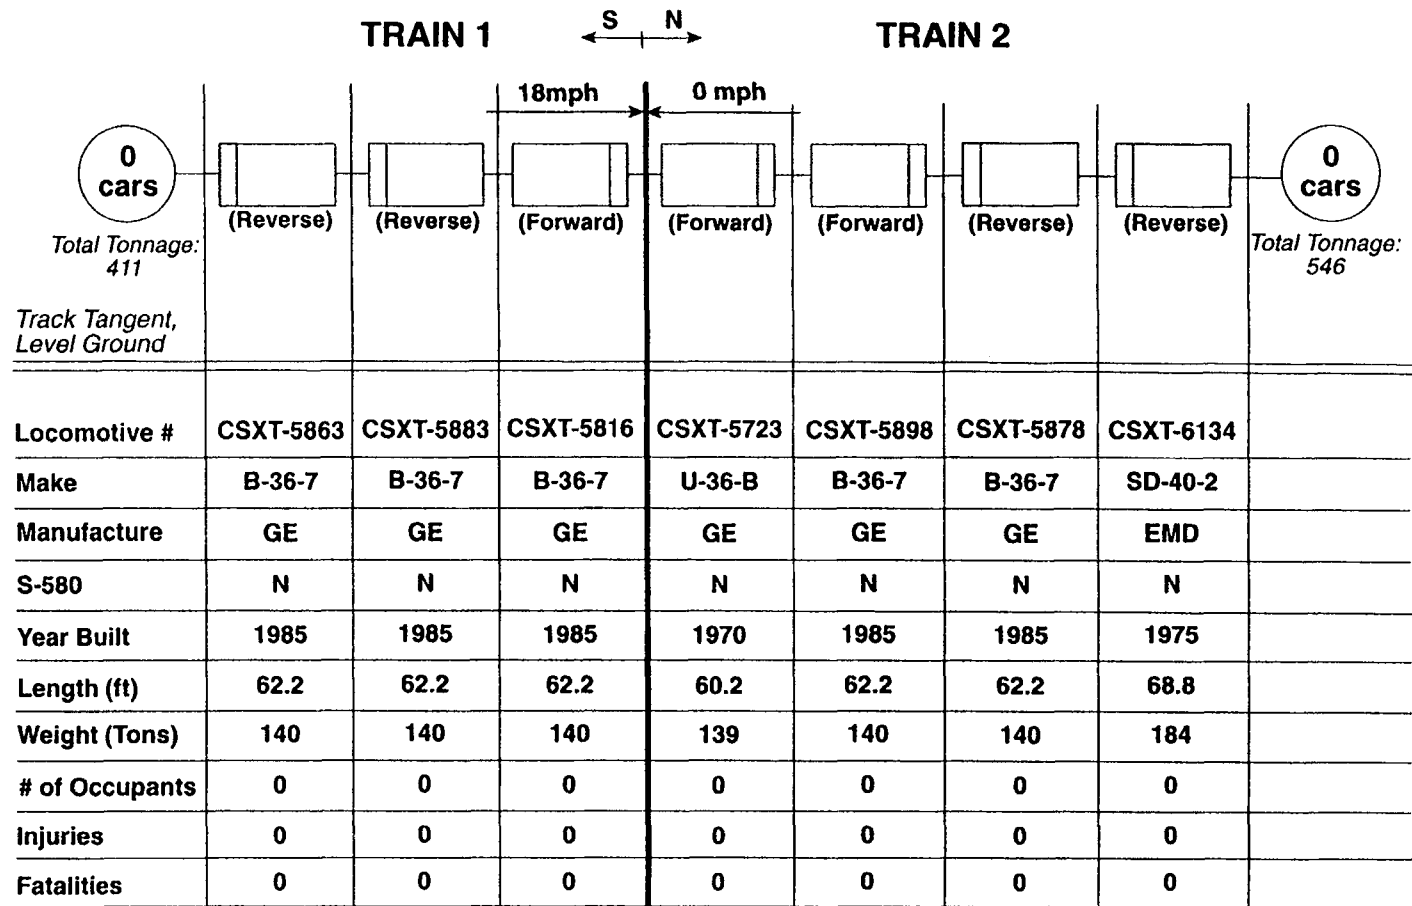 TRAIN 1 S N TRAIN 2
18mph 0 mph
0 cars 0 cars
(Reverse) (Reverse) (Forward) (Forward) (Forward) (Reverse) (Reverse)
Total Tonnage: 411 Total Tonnage: 546
Track Tangent,
Level Ground
Locomotive # CSXT-5863 CSXT-5883 CSXT-5816 CSXT-5723 CSXT-5898 CSXT-5878 CSXT-6134
Make B-36-7 B-36-7 B-36-7 U-36-B B-36-7 B-36-7 SD-40-2
Manufacture GE GE GE GE GE GE EMD
S-580 N N N N N N N
Year Built 1985 1985 1985 1970 1985 1985 1975
Length (ft) 62.2 62.2 62.2 60.2 62.2 62.2 68.8
Weight (Tons) 140 140 140 139 140 140 184
# of Occupants 0 0 0 0 0 0 0
Injuries 0 0 0 0 0 0 0
Fatalities 0 0 0 0 0 0 0